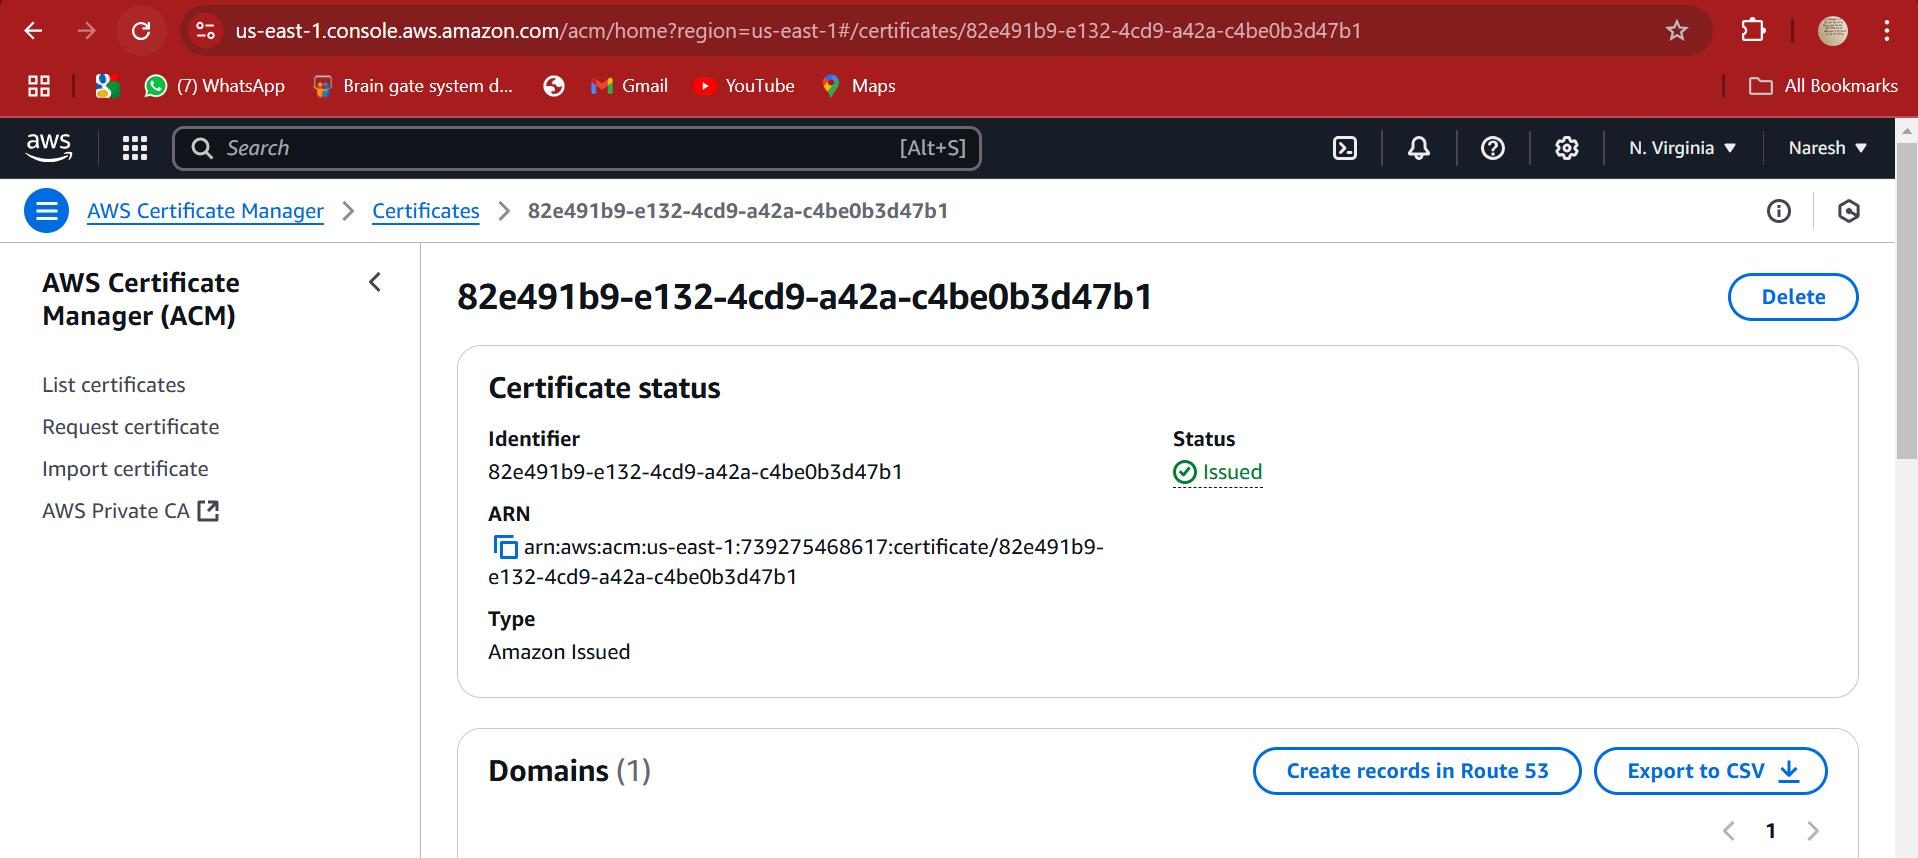 us-east-1.console.aws.amazon.com/acm/home?region=us-east-1#/certificates/82e491b9-e132-4cd9-a42a-c4be0b3d47b1
(7) WhatsApp
Brain gate system d...
Gmail
YouTube
Maps
All Bookmarks
aws
Search
[Alt+S]
N. Virginia
Naresh
AWS Certificate Manager
Certificates
82e491b9-e132-4cd9-a42a-c4be0b3d47b1
AWS Certificate
Manager (ACM)
List certificates
Request certificate
Import certificate
AWS Private CA
82e491b9-e132-4cd9-a42a-c4be0b3d47b1
Delete
Certificate status
Identifier
82e491b9-e132-4cd9-a42a-c4be0b3d47b1
Status
Issued
ARN
arn:aws:acm:us-east-1:739275468617:certificate/82e491b9-
e132-4cd9-a42a-c4be0b3d47b1
Type
Amazon Issued
Domains (1)
Create records in Route 53
Export to CSV
1